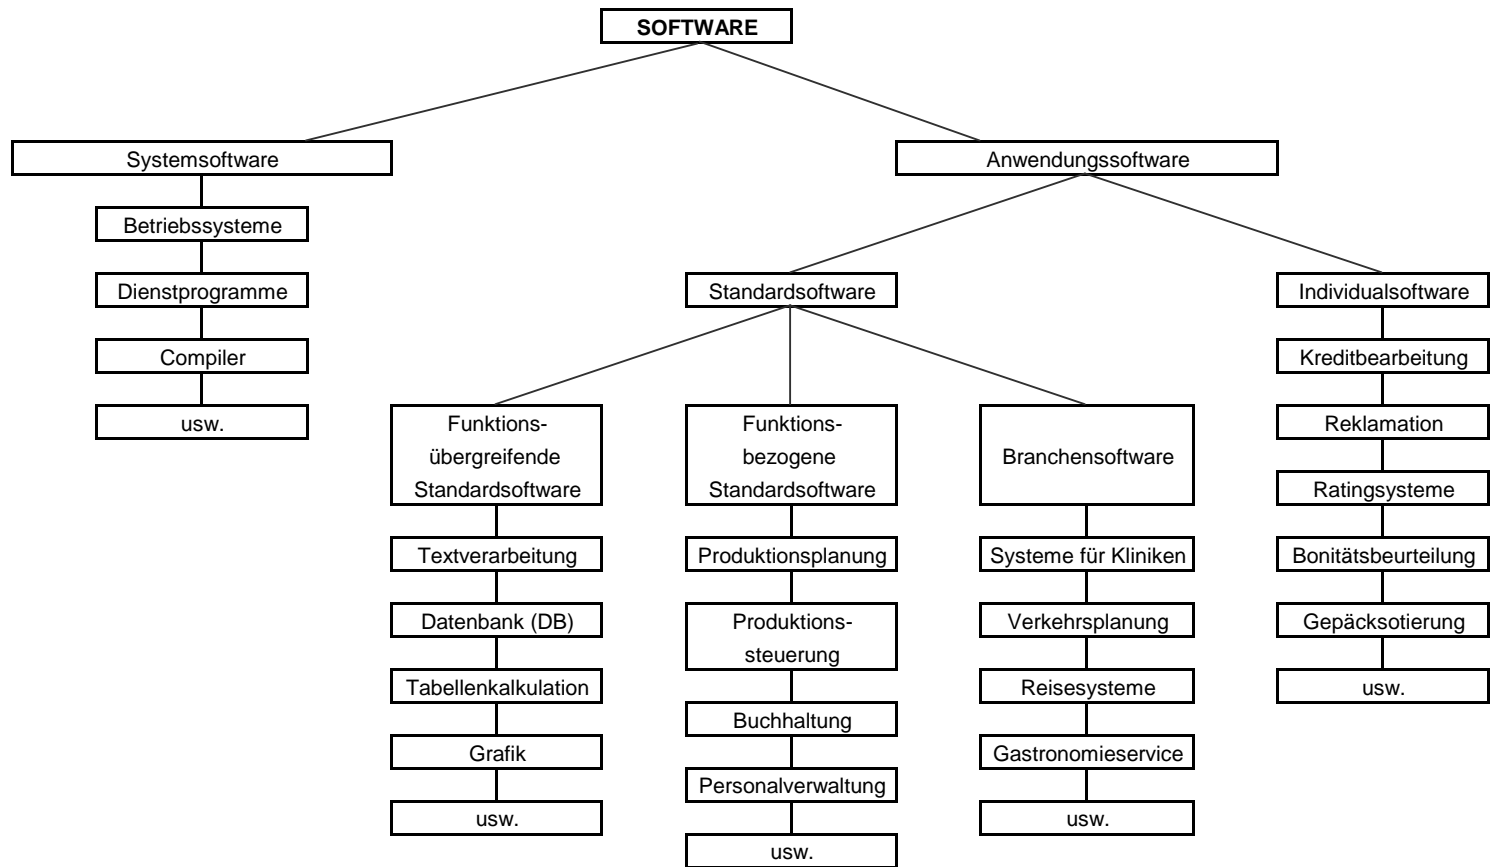 SOFTWARE
Systemsoftware
Betriebssysteme
Dienstprogramme
Compiler
usw.
Anwendungssoftware
Standardsoftware
Funktions-
übergreifende
Standardsoftware
Textverarbeitung
Datenbank (DB)
Tabellenkalkulation
Grafik
usw.
Funktions-
bezogene
Standardsoftware
Produktionsplanung
Produktions-
steuerung
Buchhaltung
Personalverwaltung
usw.
Branchensoftware
Systeme für Kliniken
Verkehrsplanung
Reisesysteme
Gastronomieservice
usw.
Individualsoftware
Kreditbearbeitung
Reklamation
Ratingsysteme
Bonitätsbeurteilung
Gepäcksotierung
usw.